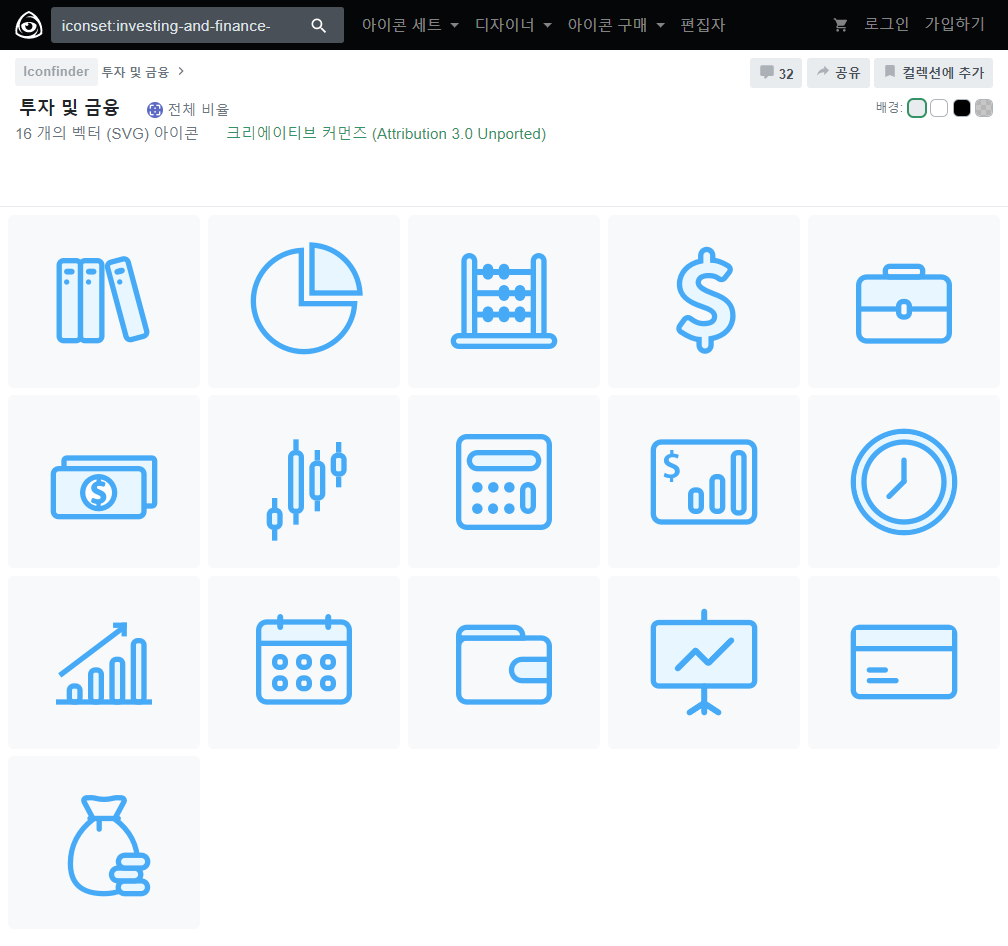 iconset:investing-and-finance- 아이콘 세트 디자이너 아이콘 구매 편집자 로그인 가입하기
Iconfinder 투자 및 금융 32 공유 컬렉션에 추가
투자 및 금융 전체 비율 배경:
16 개의 벡터 (SVG) 아이콘 크리에이티브 커먼즈 (Attribution 3.0 Unported)
$
$
$